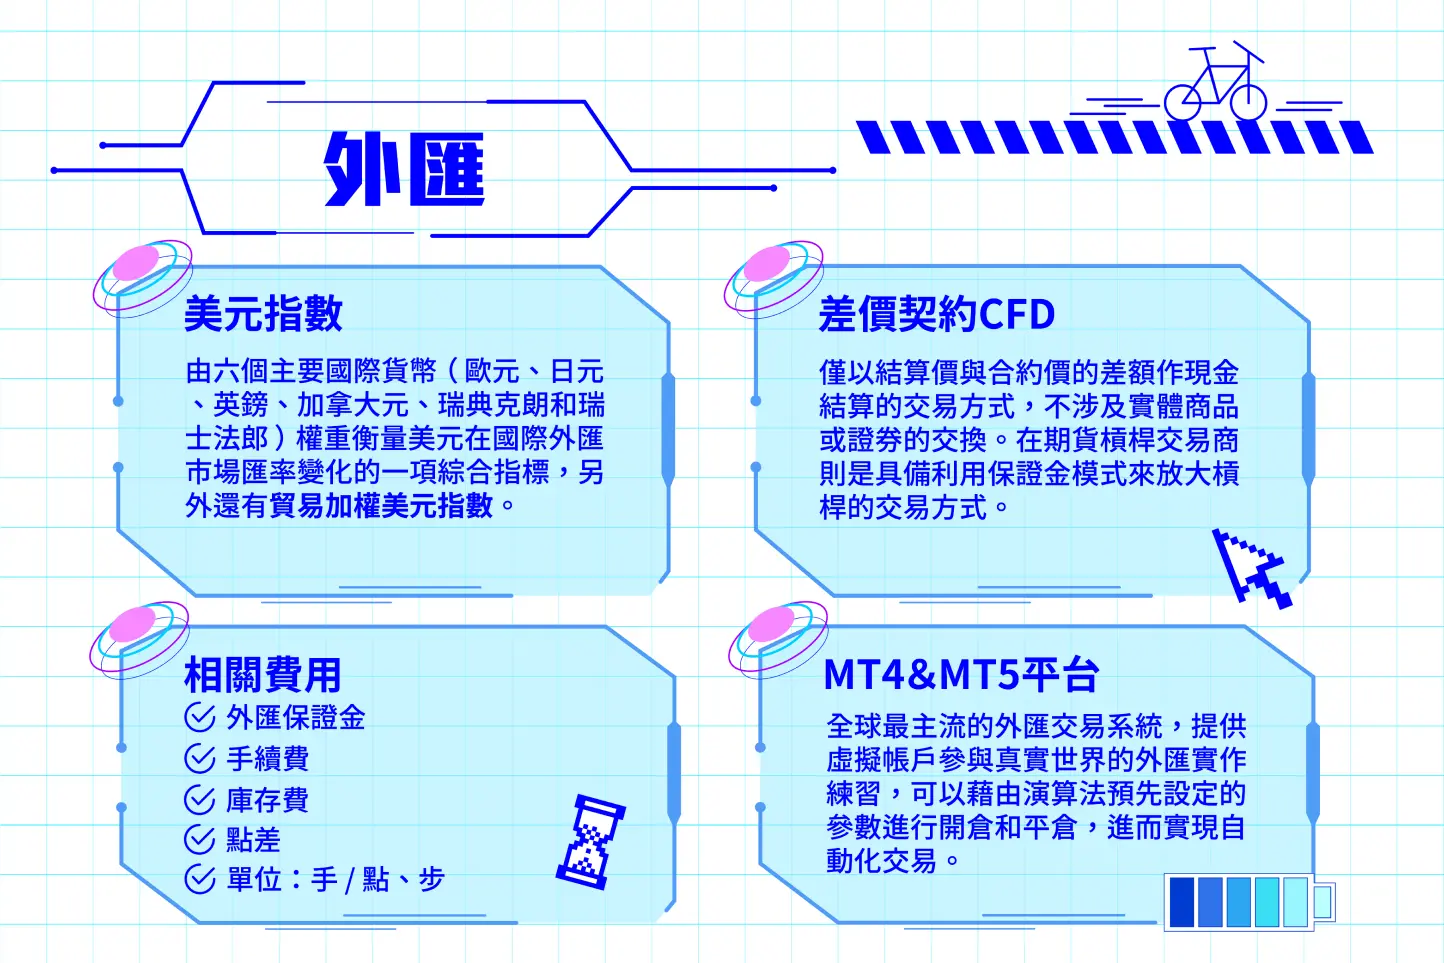 外匯
美元指數
由六個主要國際貨幣（歐元、日元
、英鎊、加拿大元、瑞典克朗和瑞
士法郎）權重衡量美元在國際外匯
市場匯率變化的一項綜合指標，另
外還有貿易加權美元指數。
差價契約CFD
僅以結算價與合約價的差額作現金
結算的交易方式，不涉及實體商品
或證券的交換。在期貨槓桿交易商
則是具備利用保證金模式來放大槓
桿的交易方式。
相關費用
外匯保證金
手續費
庫存費
點差
單位：手 / 點、步
MT4&MT5平台
全球最主流的外匯交易系統，提供
虛擬帳戶參與真實世界的外匯實作
練習，可以藉由演算法預先設定的
參數進行開倉和平倉，進而實現自
動化交易。